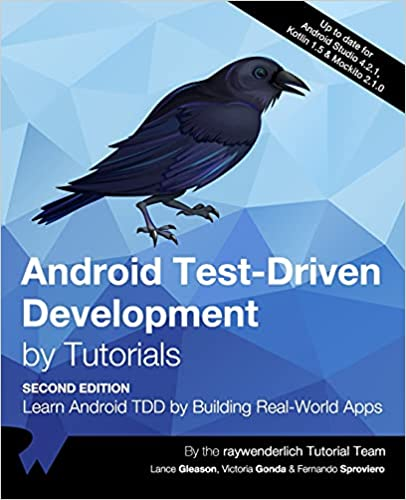 Up to date for
Android Studio 4.2.1,
Kotlin 1.5 & Mockito 2.1.0
Android Test-Driven
Development
by Tutorials
SECOND EDITION
Learn Android TDD by Building Real-World Apps
By the raywenderlich Tutorial Team
Lance Gleason, Victoria Gonda & Fernando Sproviero